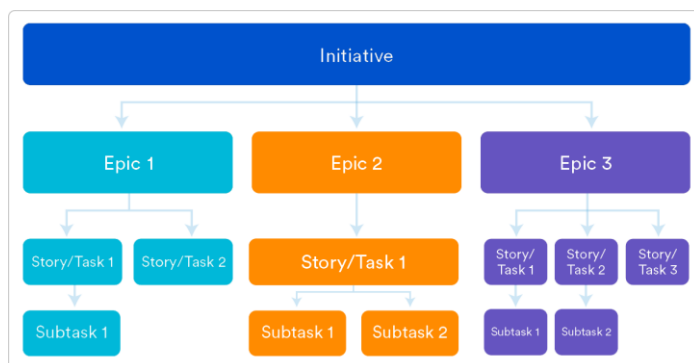 Initiative
Epic 1
Epic 2
Epic 3
Story/Task 1
Story/Task 2
Story/Task 1
Story/
Task 1
Story/
Task 2
Story/
Task 3
Subtask 1
Subtask 1
Subtask 2
Subtask 1
Subtask 2